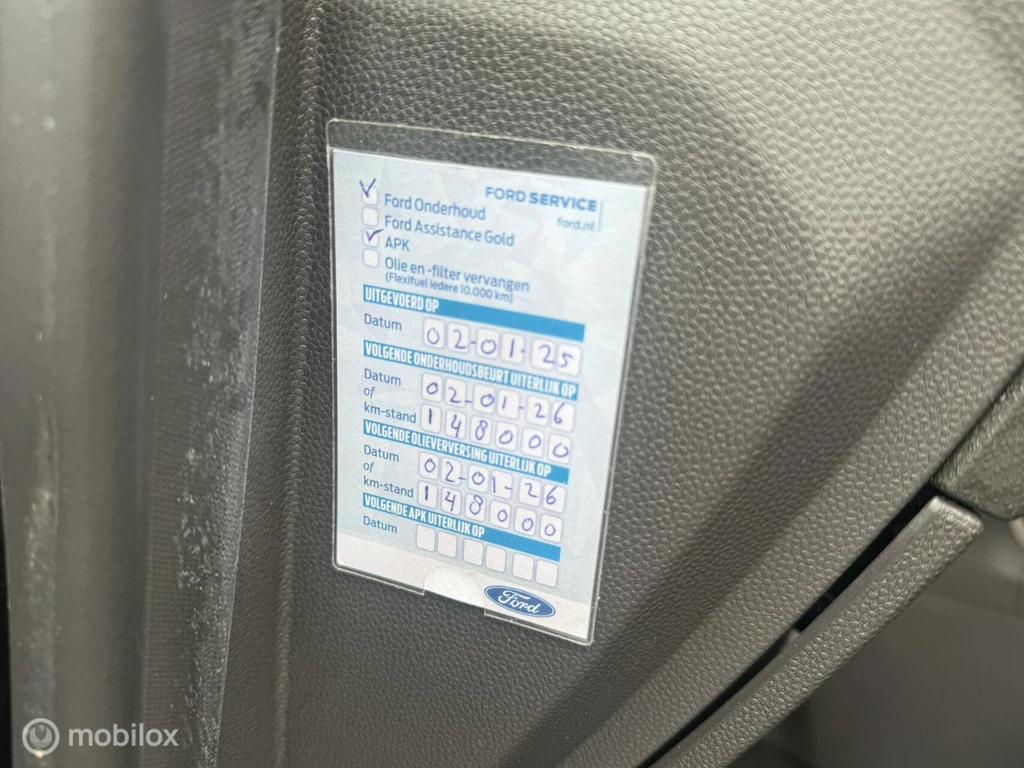 FORD SERVICE
ford.nl
Ford Onderhoud
Ford Assistance Gold
APK
Olie en -filter vervangen
(Flexifuel iedere 10.000 km)
UITGEVOERD OP
Datum 02-01-25
VOLGENDE ONDERHOUDSBEURT UITERLIJK OP
Datum 02-01-26
of
km-stand 148000
VOLGENDE OLIEVERVERSING UITERLIJK OP
Datum 02-01-26
of
km-stand 148000
VOLGENDE APK UITERLIJK OP
Datum
Ford
mobilox